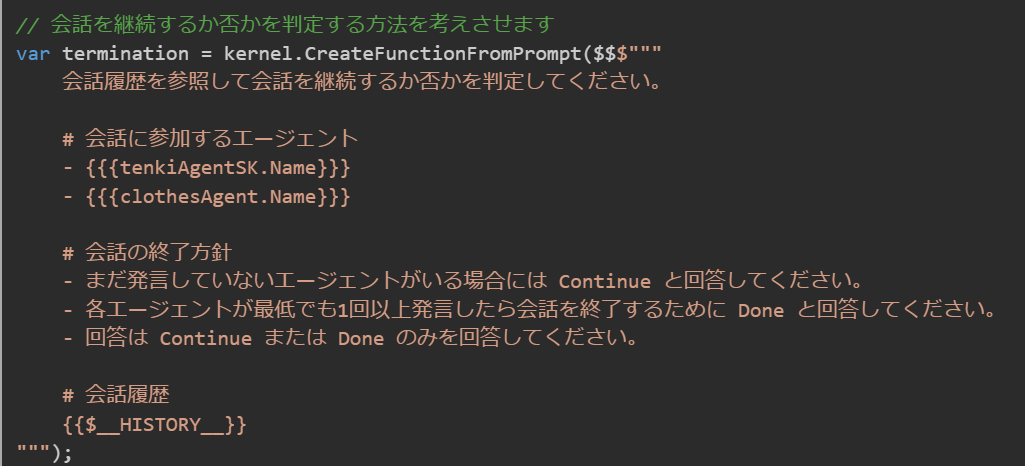 // 会話を継続するか否かを判定する方法を考えさせます
var termination = kernel.CreateFunctionFromPrompt($$$"""
会話履歴を参照して会話を継続するか否かを判定してください。
# 会話に参加するエージェント
- {{{tenkiAgentSK.Name}}}
- {{{clothesAgent.Name}}}
# 会話の終了方針
- まだ発言していないエージェントがいる場合には Continue と回答してください。
- 各エージェントが最低でも1回以上発言したら会話を終了するために Done と回答してください。
- 回答は Continue または Done のみを回答してください。
# 会話履歴
{{$__HISTORY__}}
""");